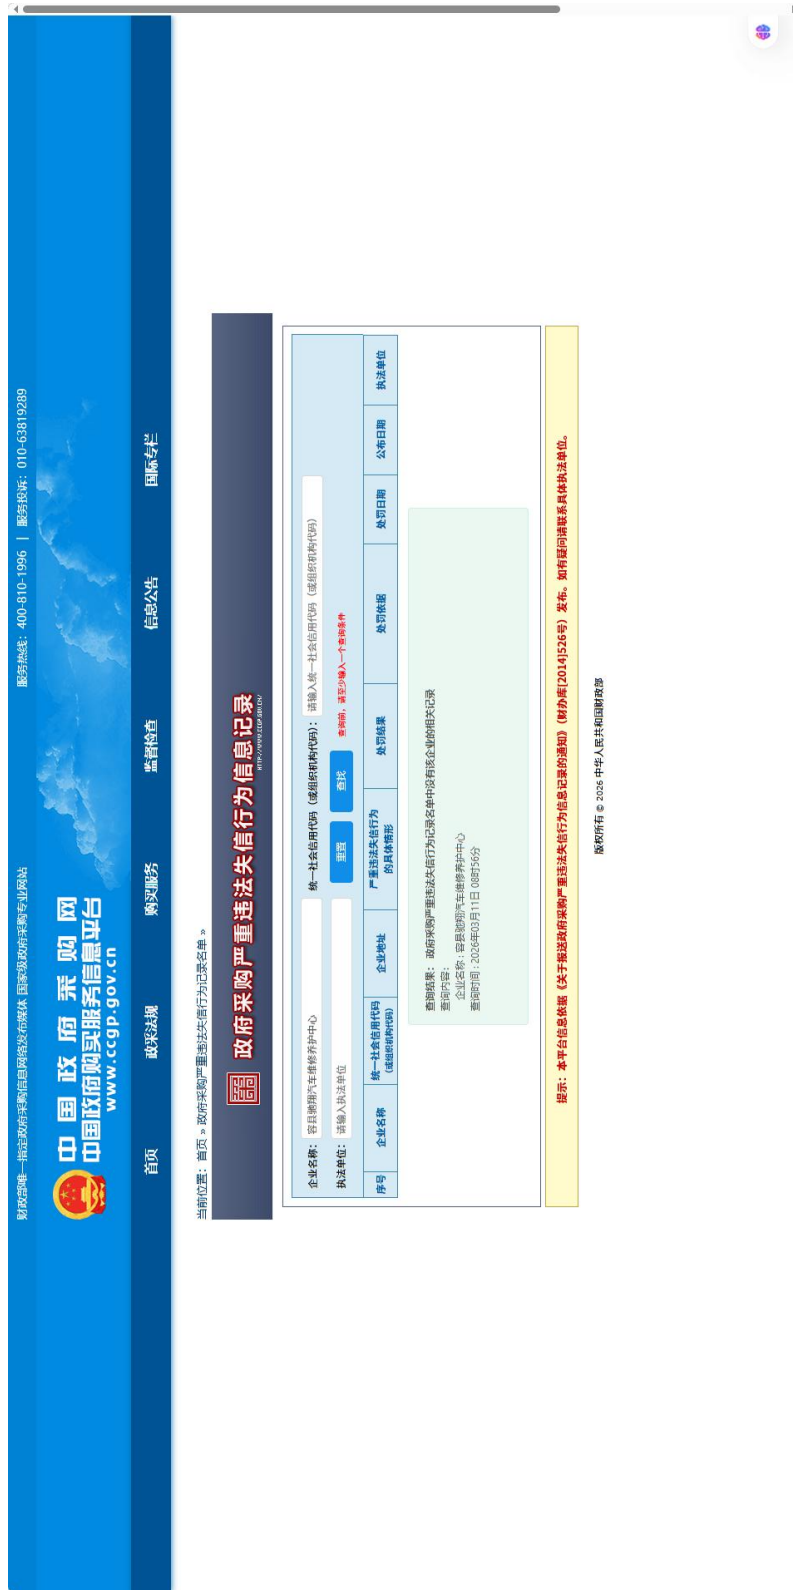 财政部唯一指定政府采购信息网络发布媒体 国家级政府采购专业网站
服务热线：400-810-1996 | 服务投诉：010-63819289
中国政府采购网
中国政府购买服务信息平台
www.ccgp.gov.cn
首页 政采法规 购买服务 监督检查 信息公告 国际专栏
当前位置：首页 » 政府采购严重违法失信行为记录名单 »
政府采购严重违法失信行为信息记录
HTTP://WWW.CCGP.GOV.CN/
企业名称： 容县驰翔汽车维修养护中心 统一社会信用代码（或组织机构代码）： 请输入统一社会信用代码（或组织机构代码）
执法单位： 请输入执法单位 重置 查找 查询前，请至少输入一个查询条件
序号 企业名称 统一社会信用代码（或组织机构代码） 企业地址 严重违法失信行为的具体情形 处罚结果 处罚依据 处罚日期 公布日期 执法单位
查询结果： 政府采购严重违法失信行为记录名单中没有该企业的相关记录
查询内容：
企业名称：容县驰翔汽车维修养护中心
查询时间：2026年03月11日 08时56分
提示：本平台信息依据《关于报送政府采购严重违法失信行为信息记录的通知》（财办库[2014]526号）发布。如有疑问请联系具体执法单位。
版权所有 © 2026 中华人民共和国财政部